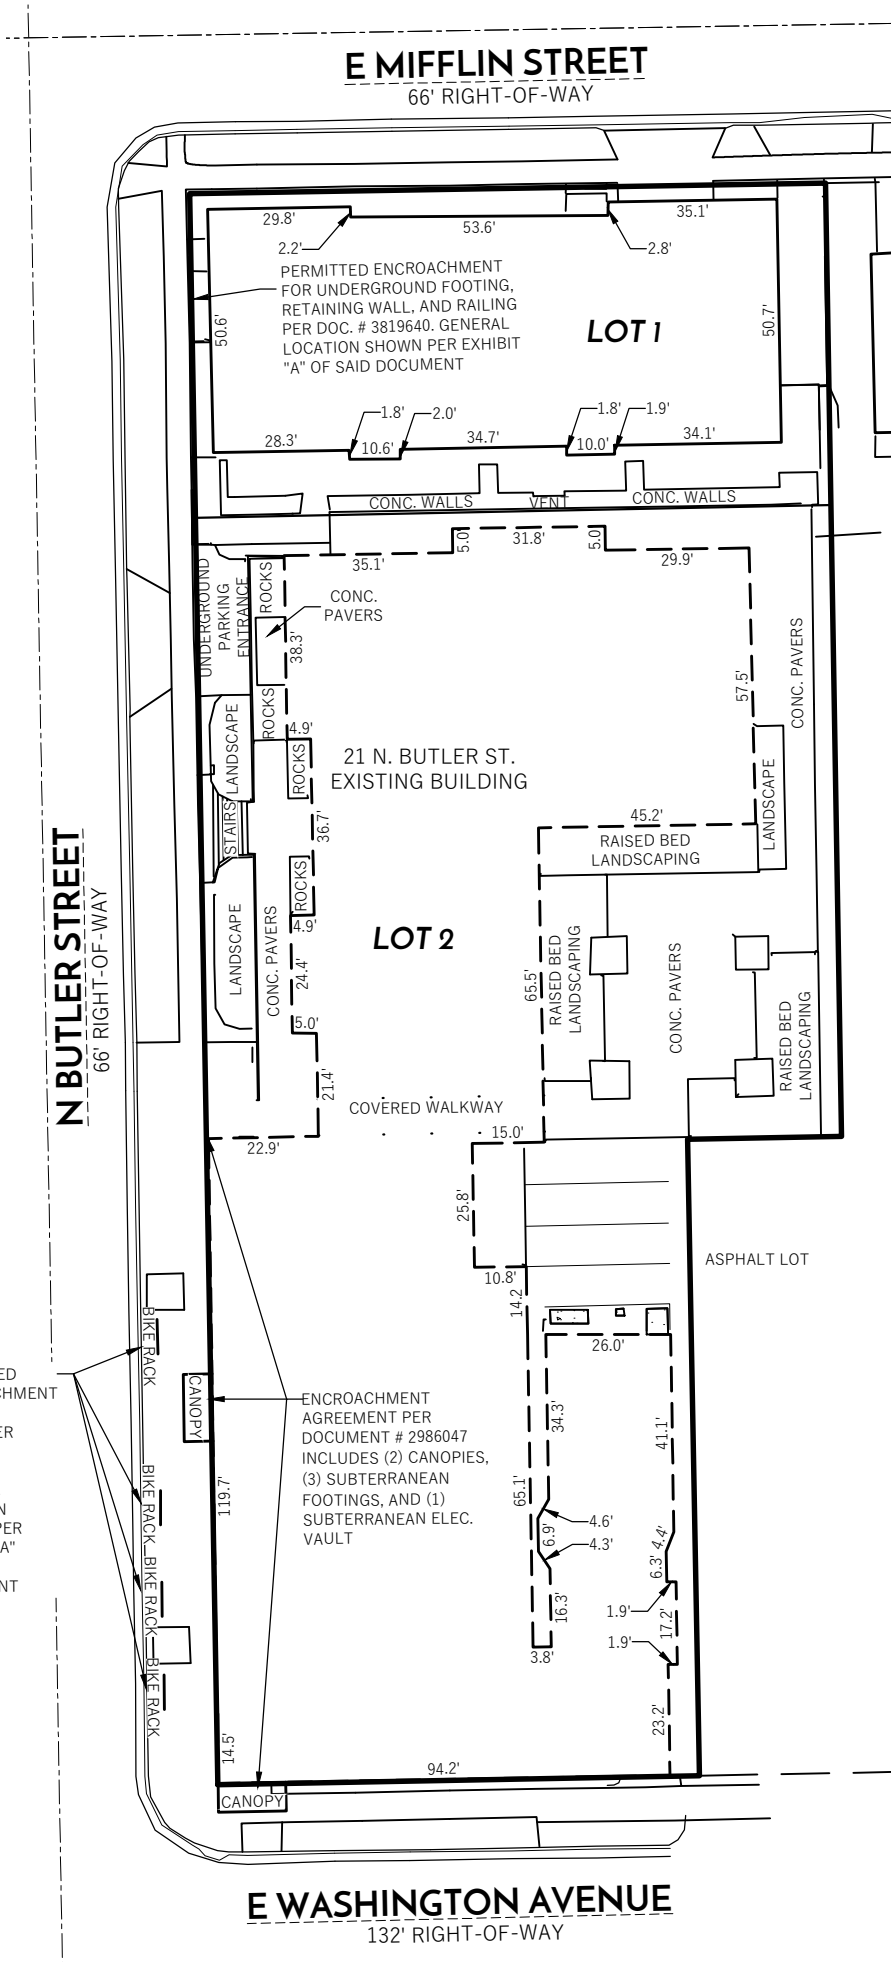 E MIFFLIN STREET
66' RIGHT-OF-WAY
29.8'
53.6'
35.1'
2.2'
2.8'
PERMITTED ENCROACHMENT
FOR UNDERGROUND FOOTING,
RETAINING WALL, AND RAILING
PER DOC. # 3819640. GENERAL
LOCATION SHOWN PER EXHIBIT
"A" OF SAID DOCUMENT
LOT 1
50.6'
50.7'
1.8'
2.0'
1.8'
1.9'
28.3'
10.6'
34.7'
10.0'
34.1'
CONC. WALLS
VENT
CONC. WALLS
35.1'
5.0'
31.8'
5.0'
29.9'
UNDERGROUND
PARKING
ENTRANCE
ROCKS
CONC.
PAVERS
38.3'
57.5'
CONC. PAVERS
ROCKS
4.9'
LANDSCAPE
ROCKS
21 N. BUTLER ST.
EXISTING BUILDING
STAIRS
36.7'
45.2'
RAISED BED
LANDSCAPING
LANDSCAPE
ROCKS
4.9'
LANDSCAPE
CONC. PAVERS
24.4'
LOT 2
65.5'
RAISED BED
LANDSCAPING
CONC. PAVERS
RAISED BED
LANDSCAPING
5.0'
21.4'
N BUTLER STREET
66' RIGHT-OF-WAY
COVERED WALKWAY
15.0'
22.9'
25.8'
10.8'
14.2
ASPHALT LOT
26.0'
BIKE RACK
CANOPY
ENCROACHMENT
AGREEMENT PER
DOCUMENT # 2986047
INCLUDES (2) CANOPIES,
(3) SUBTERRANEAN
FOOTINGS, AND (1)
SUBTERRANEAN ELEC.
VAULT
34.3'
41.1'
65.1'
119.7'
4.6'
6.9'
4.3'
4.4'
6.3'
16.3'
1.9'
17.2'
1.9'
3.8'
23.2'
ED
CHMENT
ER
N
PER
A"
NT
BIKE RACK
BIKE RACK
BIKE RACK
14.5'
94.2'
CANOPY
E WASHINGTON AVENUE
132' RIGHT-OF-WAY